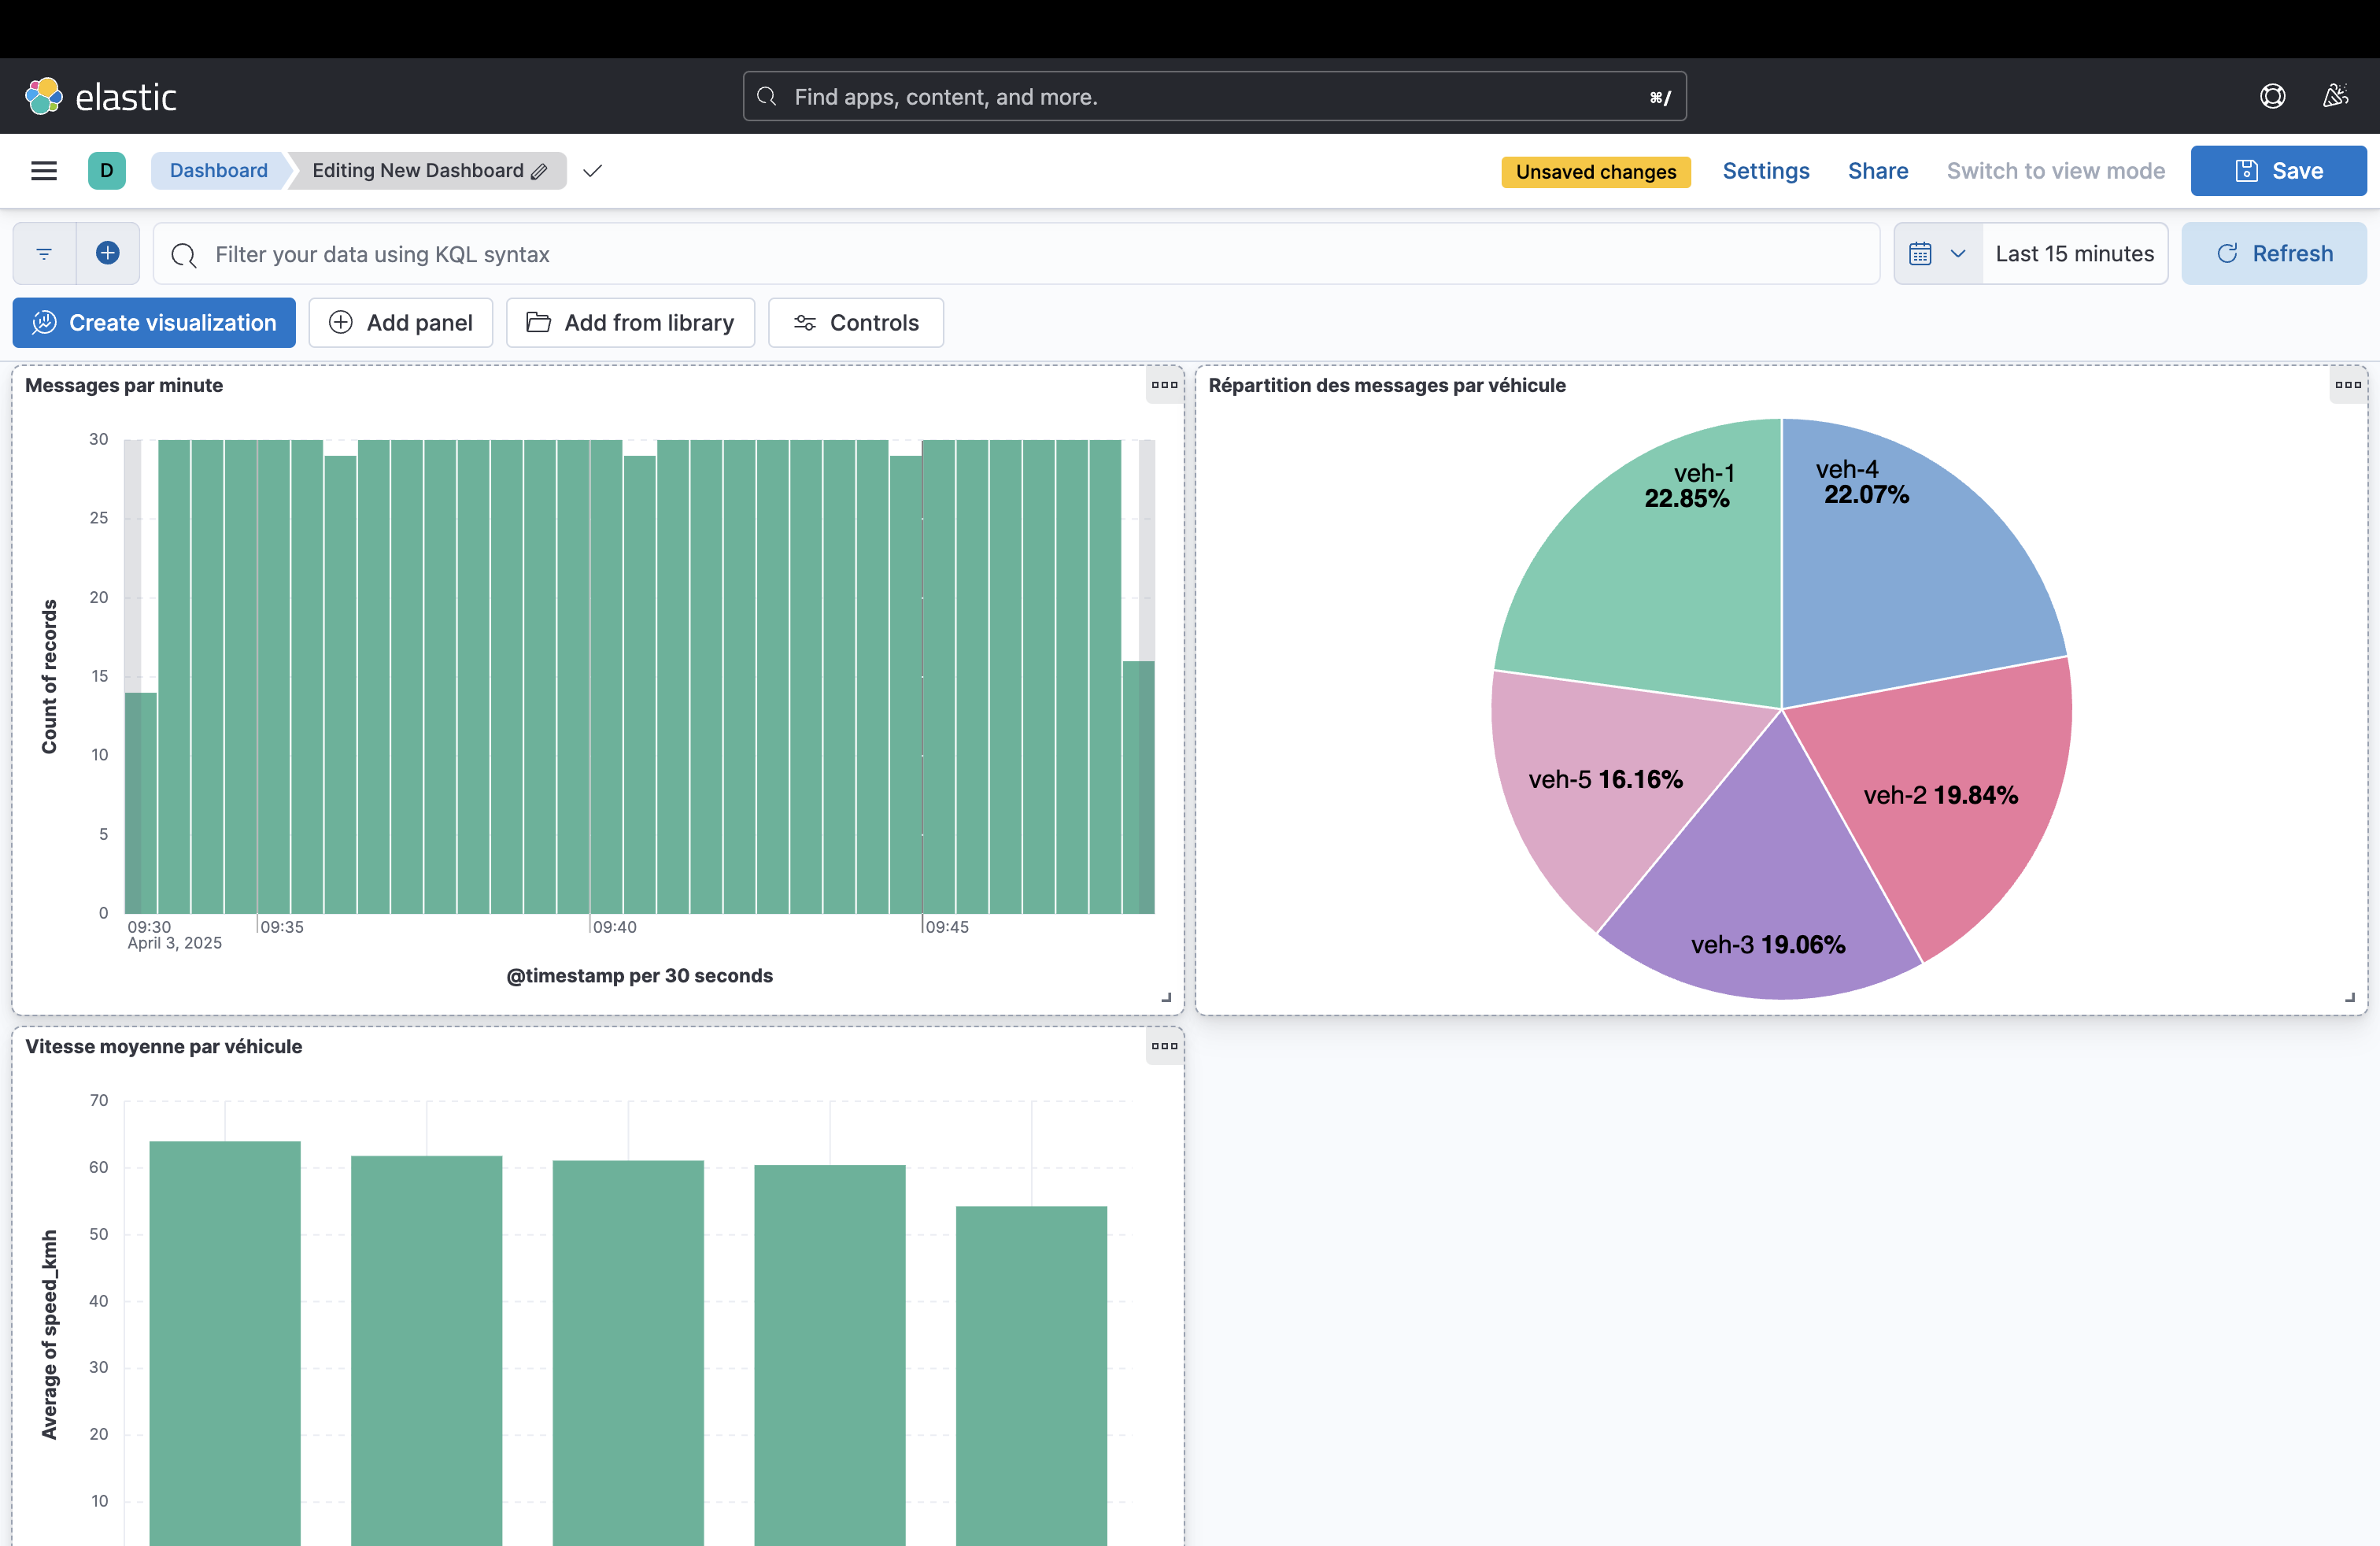 elastic
Find apps, content, and more.
⌘/
D
Dashboard
Editing New Dashboard
Unsaved changes
Settings
Share
Switch to view mode
Save
Filter your data using KQL syntax
Last 15 minutes
Refresh
Create visualization
Add panel
Add from library
Controls
Messages par minute
30
25
20
15
10
5
0
Count of records
09:30
April 3, 2025
09:35
09:40
09:45
@timestamp per 30 seconds
Répartition des messages par véhicule
veh-1
22.85%
veh-4
22.07%
veh-5 16.16%
veh-2 19.84%
veh-3 19.06%
Vitesse moyenne par véhicule
70
60
50
40
30
20
10
Average of speed_kmh